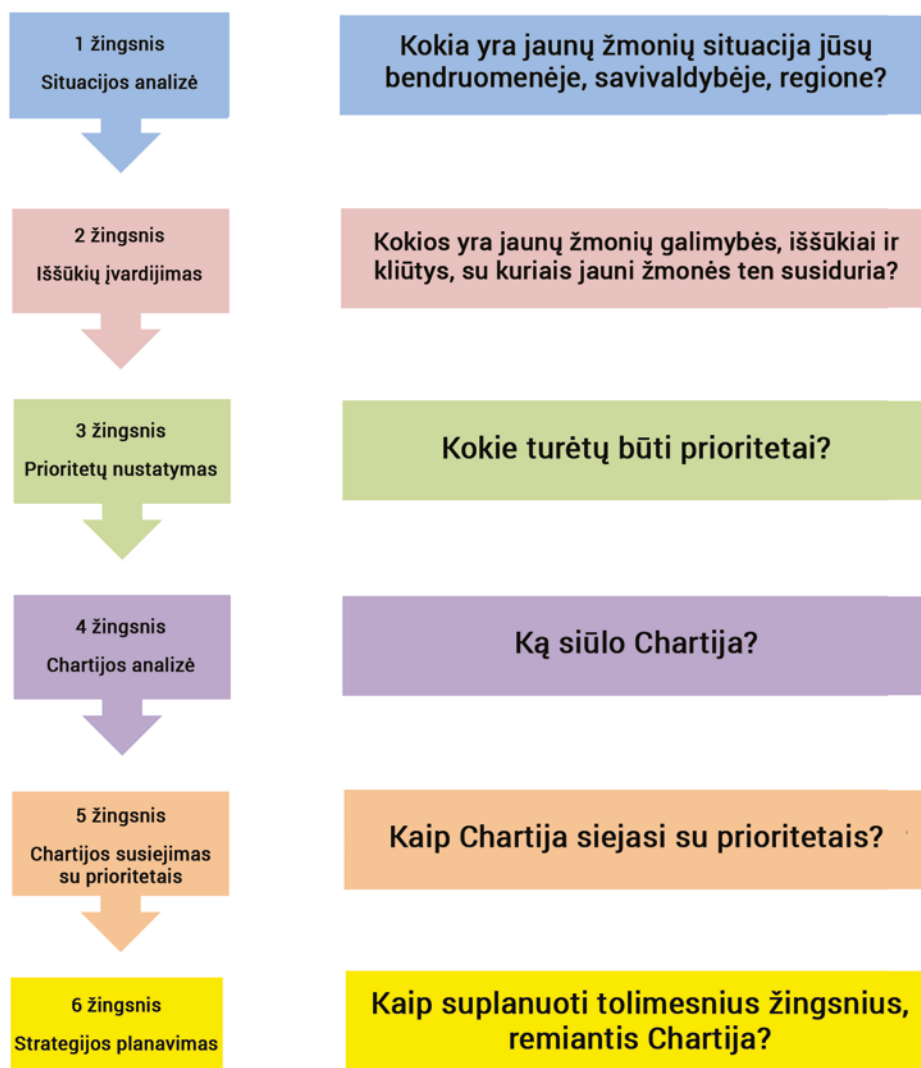 1 žingsnis
Situacijos analizė
Kokia yra jaunų žmonių situacija jūsų
bendruomenėje, savivaldybėje, regione?
2 žingsnis
Iššūkių įvardijimas
Kokios yra jaunų žmonių galimybės, iššūkiai ir
kliūtys, su kuriais jauni žmonės ten susiduria?
3 žingsnis
Prioritetų nustatymas
Kokie turėtų būti prioritetai?
4 žingsnis
Chartijos analizė
Ką siūlo Chartija?
5 žingsnis
Chartijos susiejimas
su prioritetais
Kaip Chartija siejasi su prioritetais?
6 žingsnis
Strategijos planavimas
Kaip suplanuoti tolimesnius žingsnius,
remiantis Chartija?